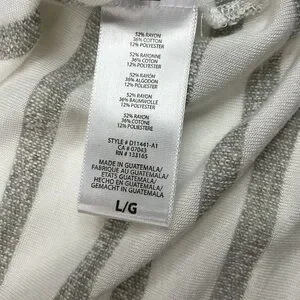 52% RAYON
36% COTTON
12% POLYESTER
52% RAYONNE
36% COTON
12% POLYESTER
52% RAYON
36% ALGODON
12% POLYESTER
52% RAYON
36% BAUMWOLLE
12% POLYESTER
52% RAYON
36% COTONE
12% POLIESTERE
STYLE # D11441-A1
CA # 07043
RN # 133165
MADE IN GUATEMALA/
FABRIQUE AU GUATEMALA/
ETATS GUATEMALA/
HECHO EN GUATEMALA/
GEMACHT IN GUATEMALA
L/G